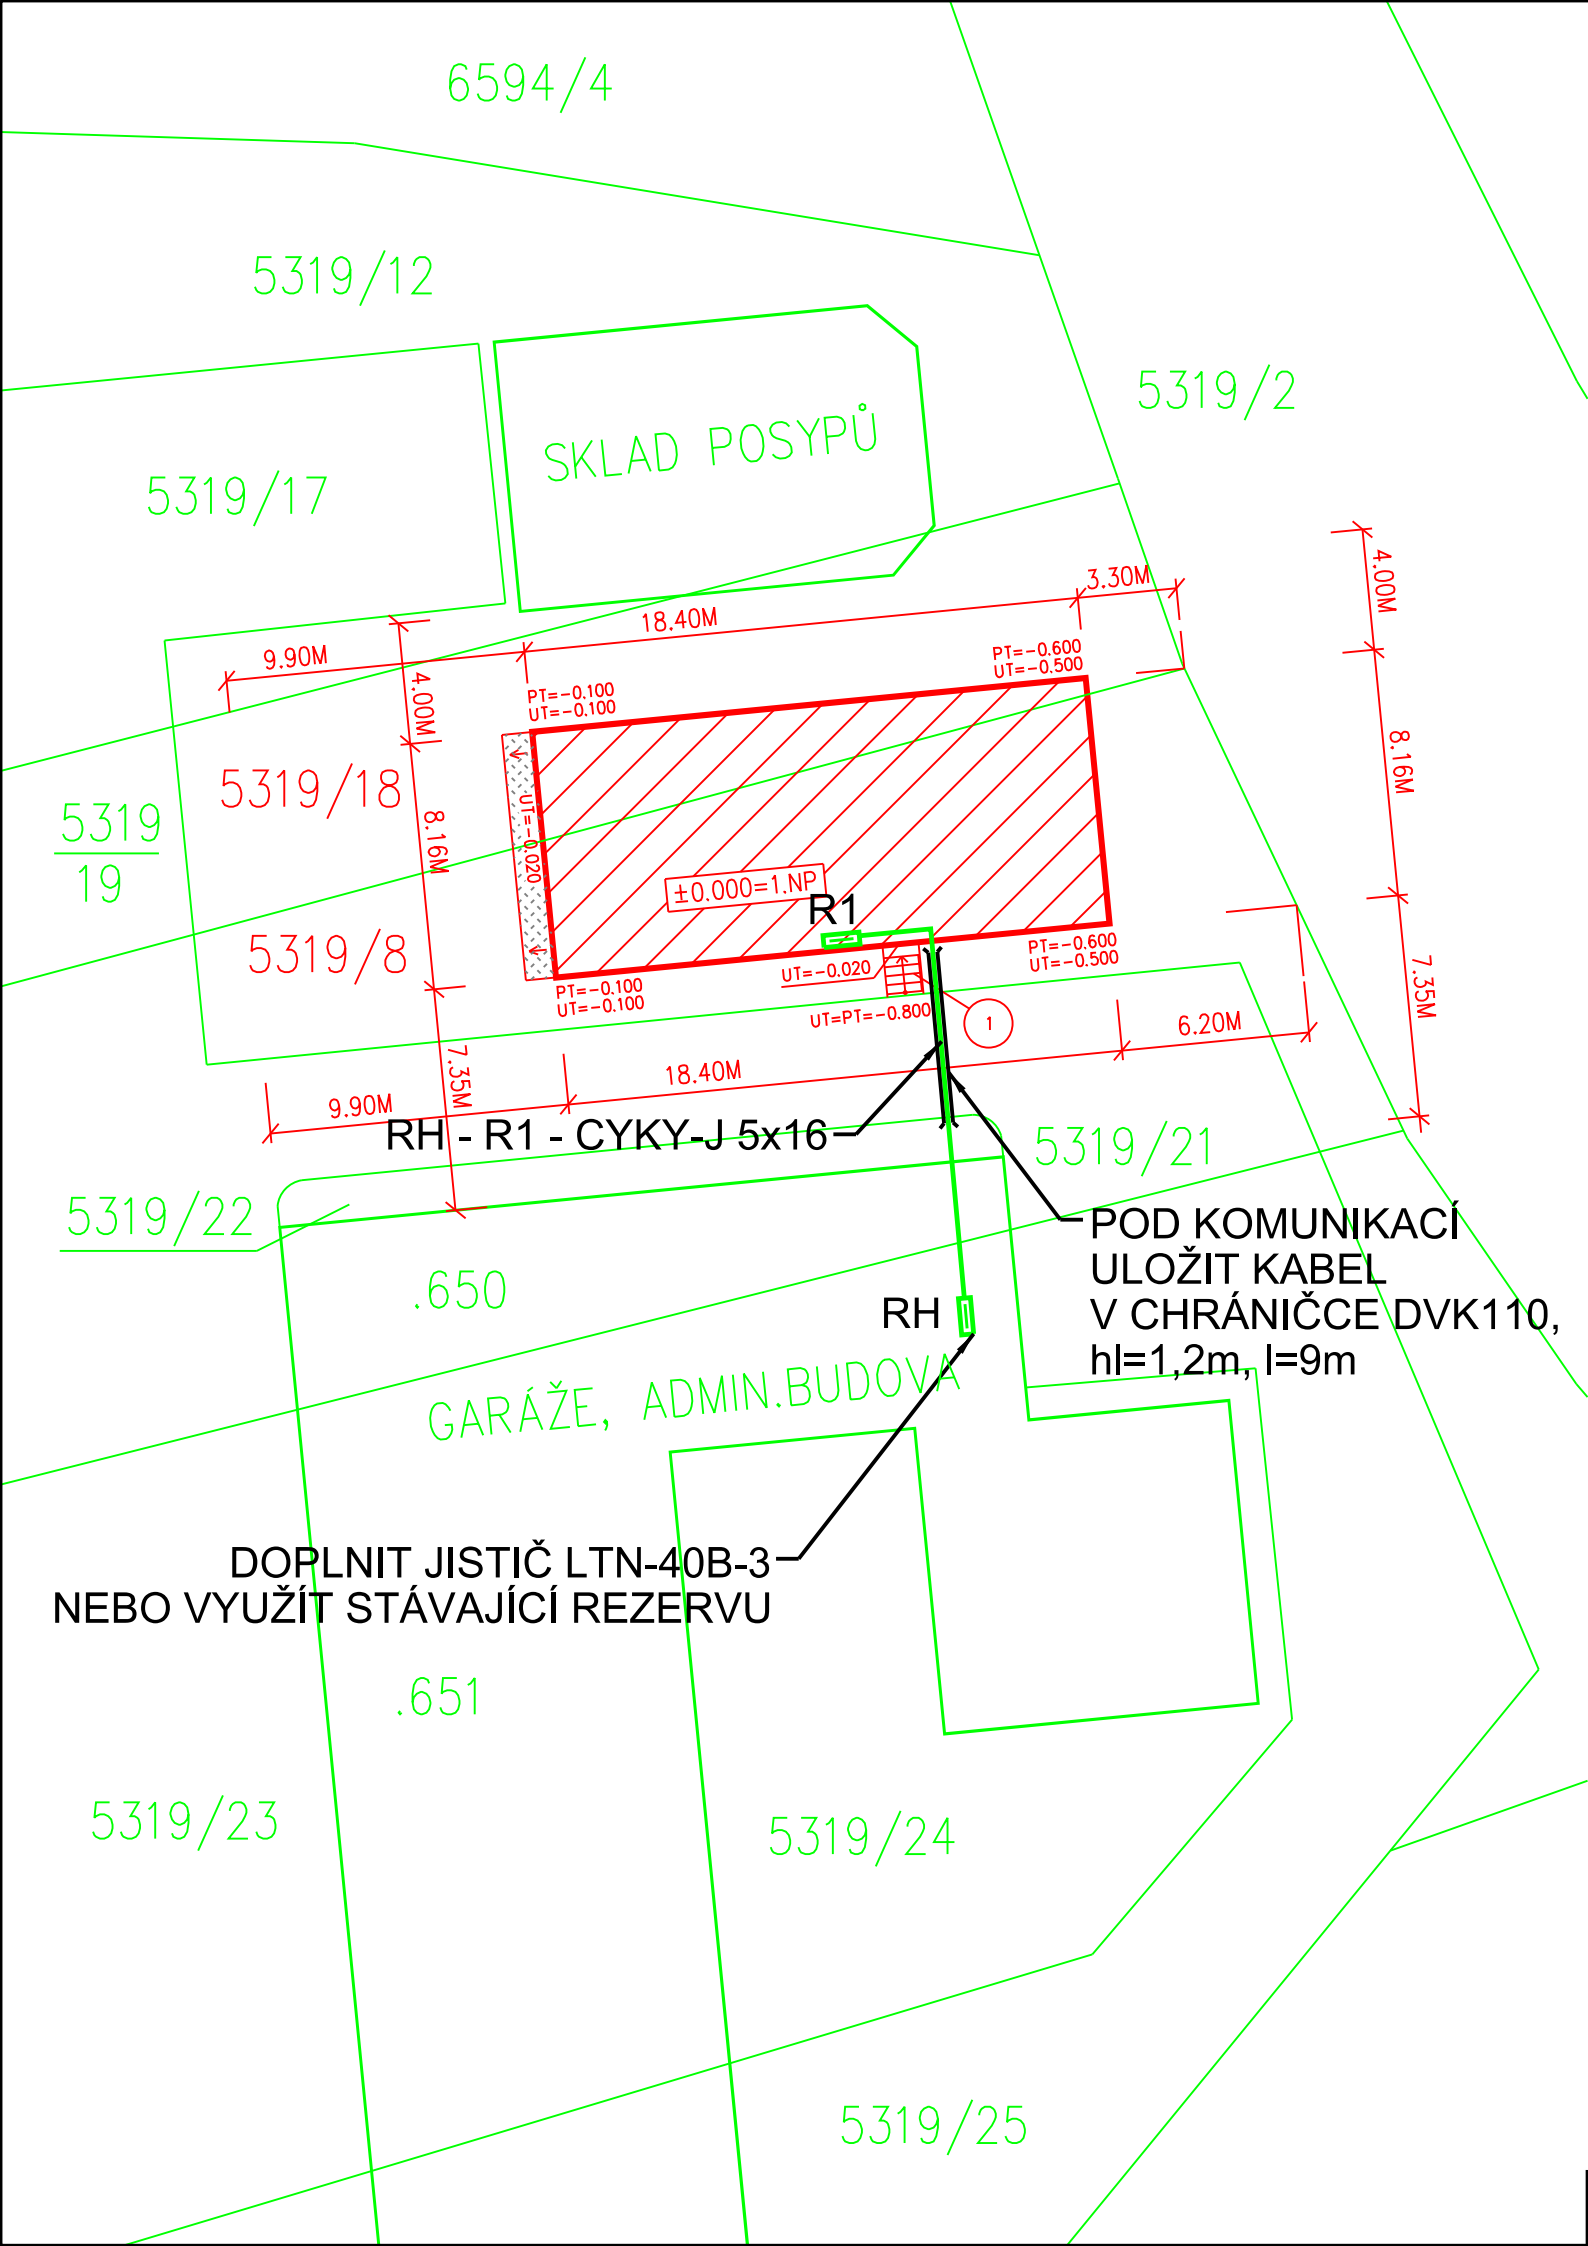 6594/4
5319/12
5319/2
SKLAD POSYPŮ
5319/17
4.00M
3.30M
18.40M
9.90M
PT=-0.600
UT=-0.500
4.00M
PT=-0.100
UT=-0.100
8.16M
5319/18
5319
19
8.16M
UT=-0.020
±0.000=1.NP
R1
5319/8
PT=-0.600
UT=-0.500
UT=-0.020
7.35M
PT=-0.100
UT=-0.100
UT=PT=-0.800
1
6.20M
18.40M
7.35M
9.90M
RH - R1 - CYKY-J 5x16
5319/21
5319/22
POD KOMUNIKACÍ
ULOŽIT KABEL
V CHRÁNIČCE DVK110,
hl=1,2m, l=9m
.650
RH
GARÁŽE, ADMIN.BUDOVA
DOPLNIT JISTIČ LTN-40B-3
NEBO VYUŽÍT STÁVAJÍCÍ REZERVU
.651
5319/23
5319/24
5319/25